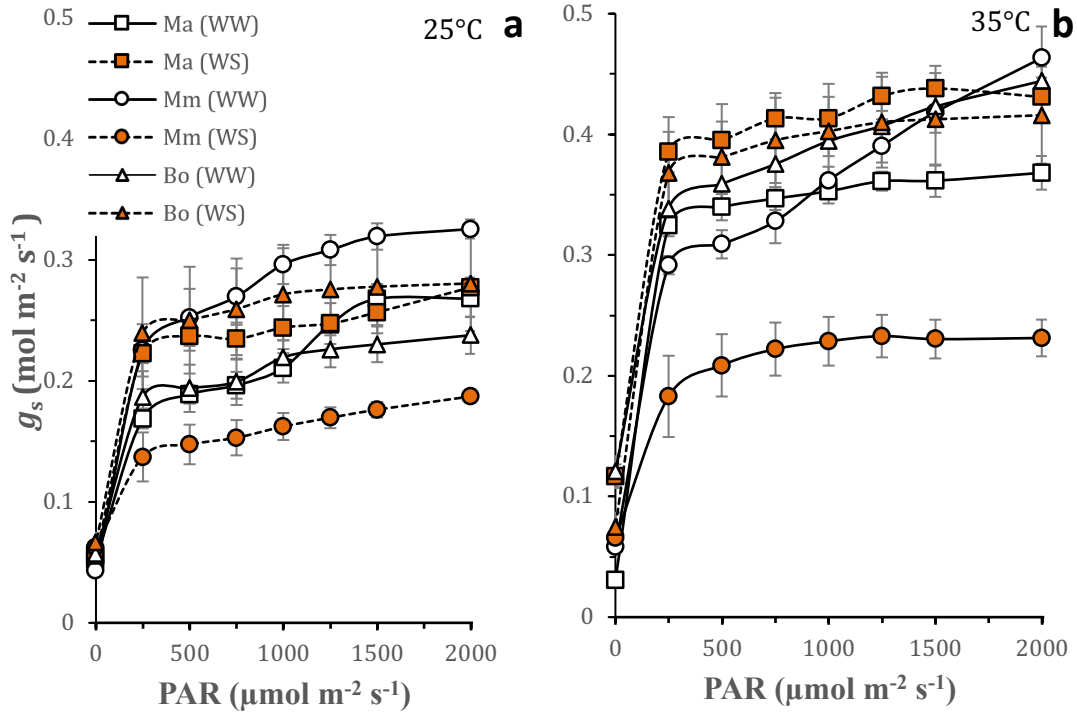 0.5
0.4
0.3
0.2
0.1
0
gs (mol m-2 s-1)
Ma (WW)
Ma (WS)
Mm (WW)
Mm (WS)
Bo (WW)
Bo (WS)
25°C a
0 500 1000 1500 2000
PAR (µmol m-2 s-1)
35°C b
0.5
0.4
0.3
0.2
0.1
0
0 500 1000 1500 2000
PAR (µmol m-2 s-1)